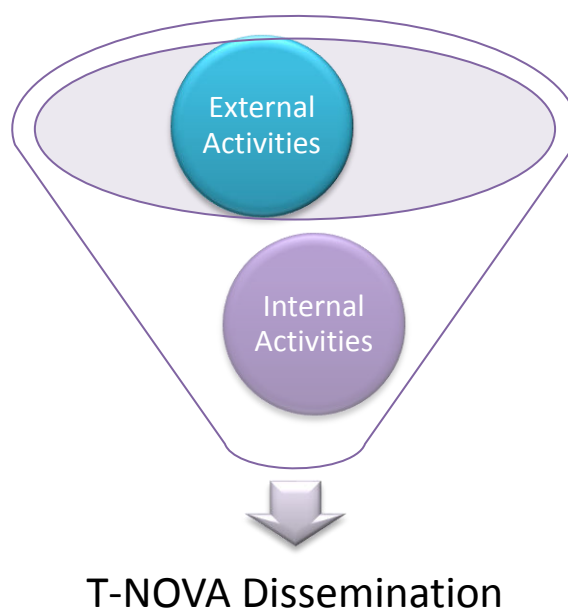 External
Activities
Internal
Activities
T-NOVA Dissemination